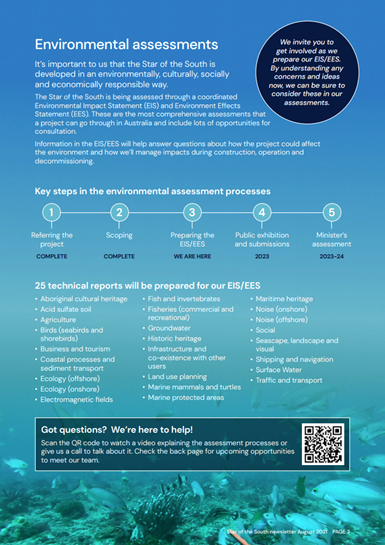 Environmental assessments
It's important to us that the Star of the South is
developed in an environmentally, culturally, socially
and economically responsible way.
The Star of the South is being assessed through a coordinated
Environmental Impact Statement (EIS) and Environment Effects
Statement (EES). These are the most comprehensive assessments that
a project can go through in Australia and include lots of opportunities for
consultation.
Information in the EIS/EES will help answer questions about how the project could affect
the environment and how we'll manage impacts during construction, operation and
decommissioning.
We invite you to
get involved as we
prepare our EIS/EES.
By understanding any
concerns and ideas
now, we can be sure to
consider these in our
assessments.
Key steps in the environmental assessment processes
1
2
3
4
5
Referring the
project
COMPLETE
Scoping
COMPLETE
Preparing the
EIS/EES
WE ARE HERE
Public exhibition
and submissions
2023
Minister's
assessment
2023-24
25 technical reports will be prepared for our EIS/EES
• Aboriginal cultural heritage
• Acid sulfate soil
• Agriculture
• Birds (seabirds and
shorebirds)
• Business and tourism
• Coastal processes and
sediment transport
• Ecology (offshore)
• Ecology (onshore)
• Electromagnetic fields
• Fish and invertebrates
• Fisheries (commercial and
recreational)
• Groundwater
• Historic heritage
• Infrastructure and
co-existence with other
users
• Land use planning
• Marine mammals and turtles
• Marine protected areas
• Maritime heritage
• Noise (onshore)
• Noise (offshore)
• Social
• Seascape, landscape and
visual
• Shipping and navigation
• Surface Water
• Traffic and transport
Got questions? We're here to help!
Scan the QR code to watch a video explaining the assessment processes or
give us a call to talk about it. Check the back page for upcoming opportunities
to meet our team.
Star of the South newsletter August 2021 PAGE 2